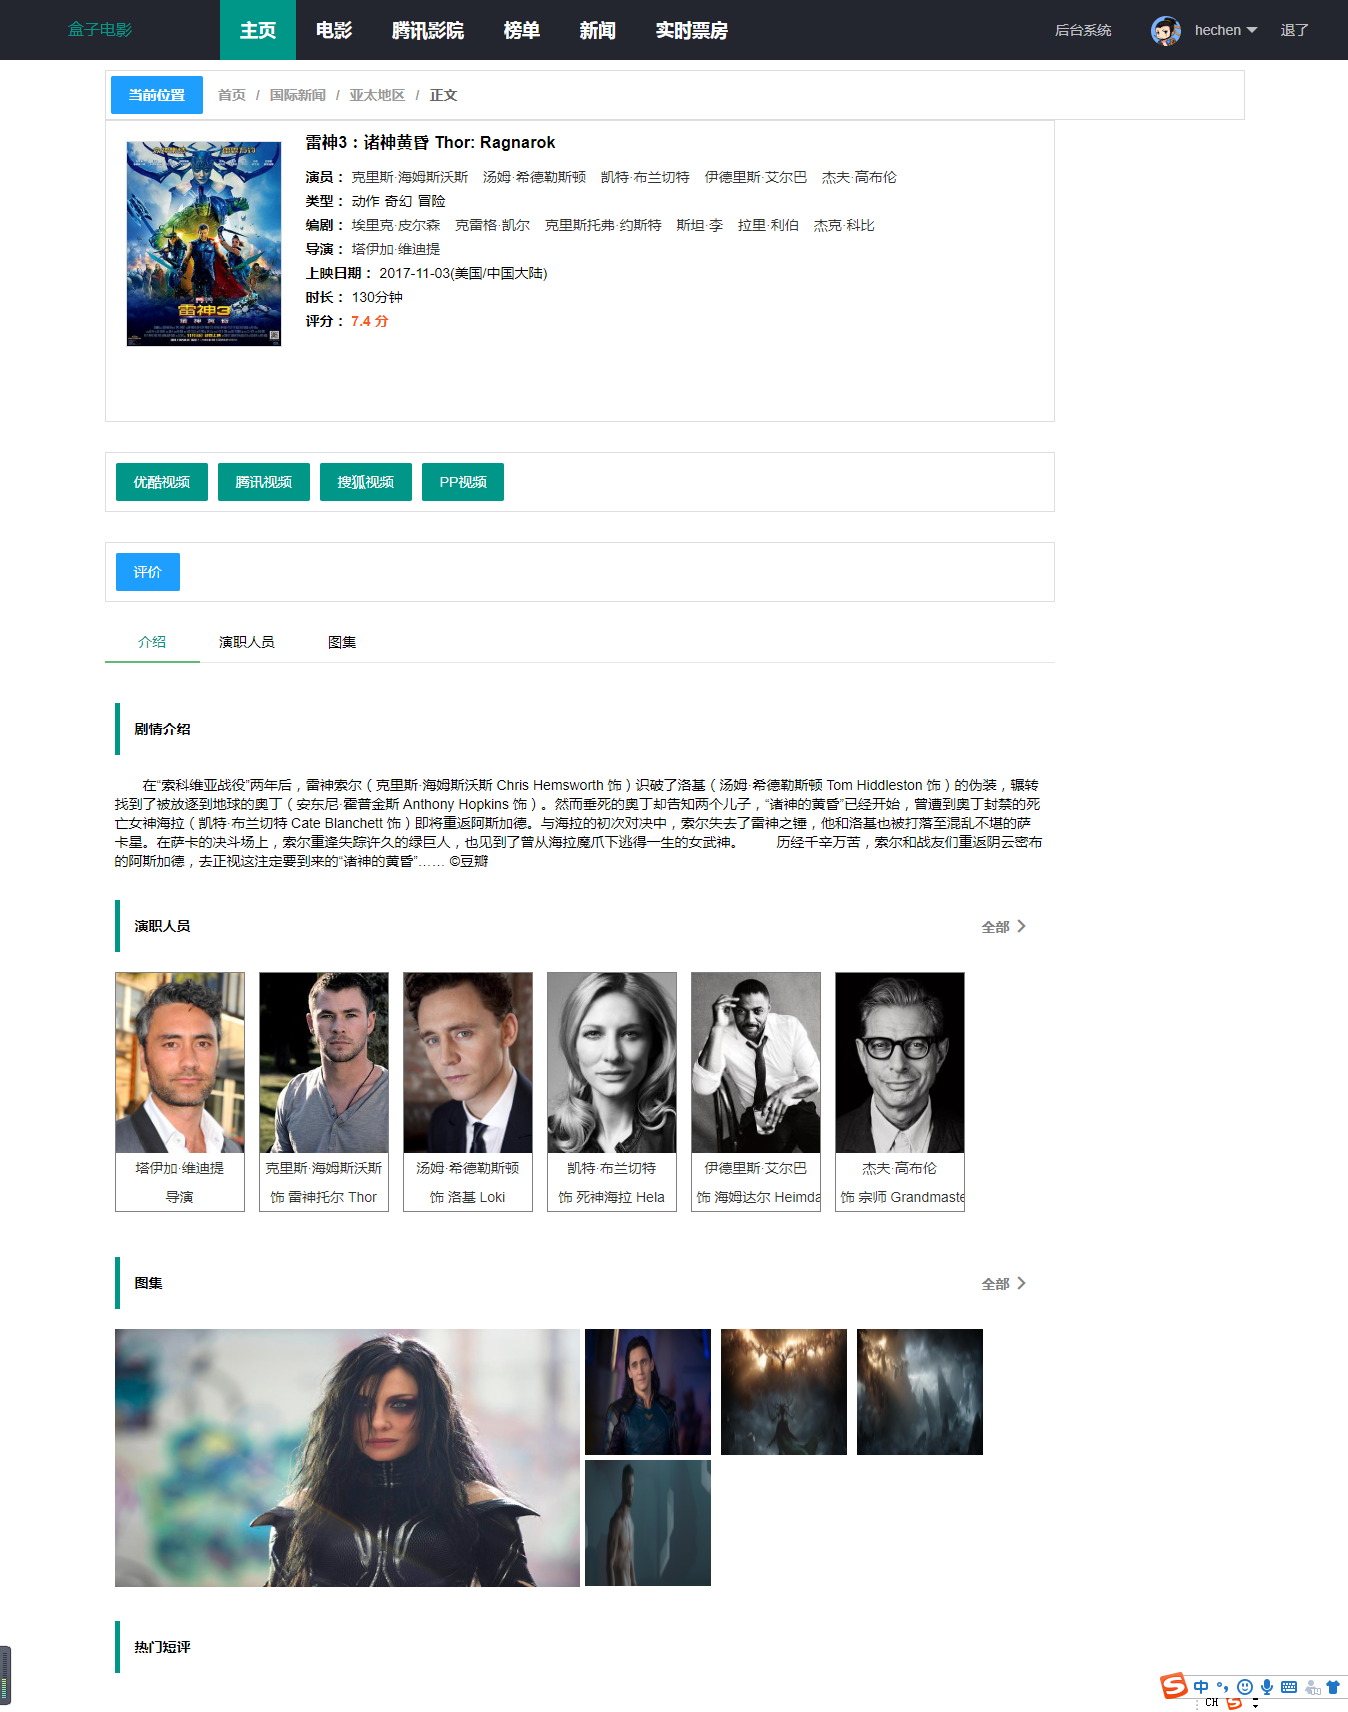 盒子电影 主页 电影 腾讯影院 榜单 新闻 实时票房 后台系统 hechen 退了
当前位置 首页 / 国际新闻 / 亚太地区 / 正文
雷神3：诸神黄昏 Thor: Ragnarok
演员： 克里斯·海姆斯沃斯 汤姆·希德勒斯顿 凯特·布兰切特 伊德里斯·艾尔巴 杰夫·高布伦
类型： 动作 奇幻 冒险
编剧： 埃里克·皮尔森 克雷格·凯尔 克里斯托弗·约斯特 斯坦·李 拉里·利伯 杰克·科比
导演： 塔伊加·维迪提
上映日期： 2017-11-03(美国/中国大陆)
时长： 130分钟
评分： 7.4 分
雷神3
诸神黄昏
优酷视频 腾讯视频 搜狐视频 PP视频
评价
介绍 演职人员 图集
剧情介绍
在“索科维亚战役”两年后，雷神索尔（克里斯·海姆斯沃斯 Chris Hemsworth 饰）识破了洛基（汤姆·希德勒斯顿 Tom Hiddleston 饰）的伪装，辗转
找到了被放逐到地球的奥丁（安东尼·霍普金斯 Anthony Hopkins 饰）。然而垂死的奥丁却告知两个儿子，“诸神的黄昏”已经开始，曾遭到奥丁封禁的死
亡女神海拉（凯特·布兰切特 Cate Blanchett 饰）即将重返阿斯加德。与海拉的初次对决中，索尔失去了雷神之锤，他和洛基也被打落至混乱不堪的萨
卡星。在萨卡的决斗场上，索尔重逢失踪许久的绿巨人，也见到了曾从海拉魔爪下逃得一生的女武神。 历经千辛万苦，索尔和战友们重返阴云密布
的阿斯加德，去正视这注定要到来的“诸神的黄昏”…… ©豆瓣
演职人员 全部
塔伊加·维迪提 克里斯·海姆斯沃斯 汤姆·希德勒斯顿 凯特·布兰切特 伊德里斯·艾尔巴 杰夫·高布伦
导演 饰 雷神托尔 Thor 饰 洛基 Loki 饰 死神海拉 Hela 饰 海姆达尔 Heimda 饰 宗师 Grandmaste
图集 全部
热门短评
S 中
CH S